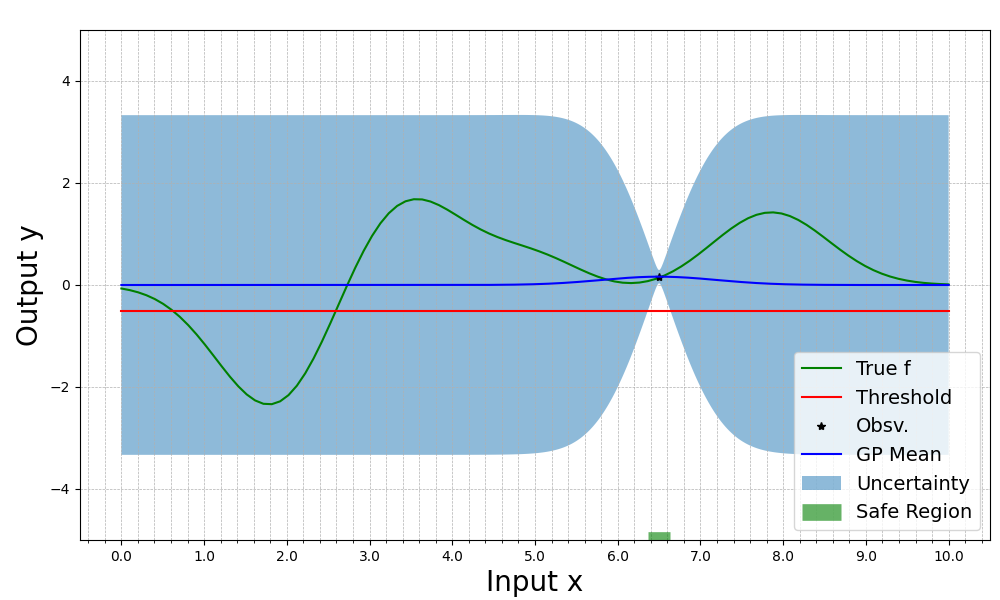 Output y
4
2
0
−2
−4
True f
Threshold
Obsv.
GP Mean
Uncertainty
Safe Region
0.0 1.0 2.0 3.0 4.0 5.0 6.0 7.0 8.0 9.0 10.0
Input x